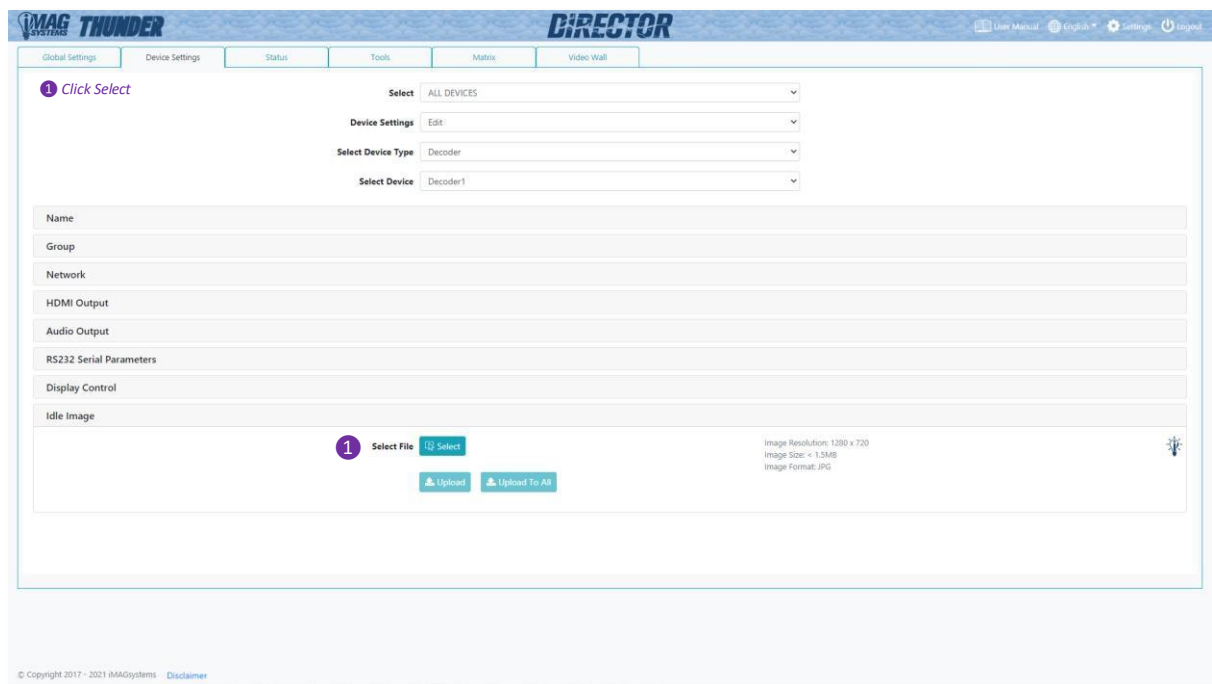 iMAG SYSTEMS THUNDER DiRECTOR User Manual English Settings Logout
Global Settings Device Settings Status Tools Matrix Video Wall
1 Click Select
Select ALL DEVICES
Device Settings Edit
Select Device Type Decoder
Select Device Decoder1
Name
Group
Network
HDMI Output
Audio Output
RS232 Serial Parameters
Display Control
Idle Image
1 Select File Select
Image Resolution: 1280 x 720
Image Size: < 1.5MB
Image Format: JPG
Upload Upload To All
© Copyright 2017 - 2021 iMAGsystems Disclaimer